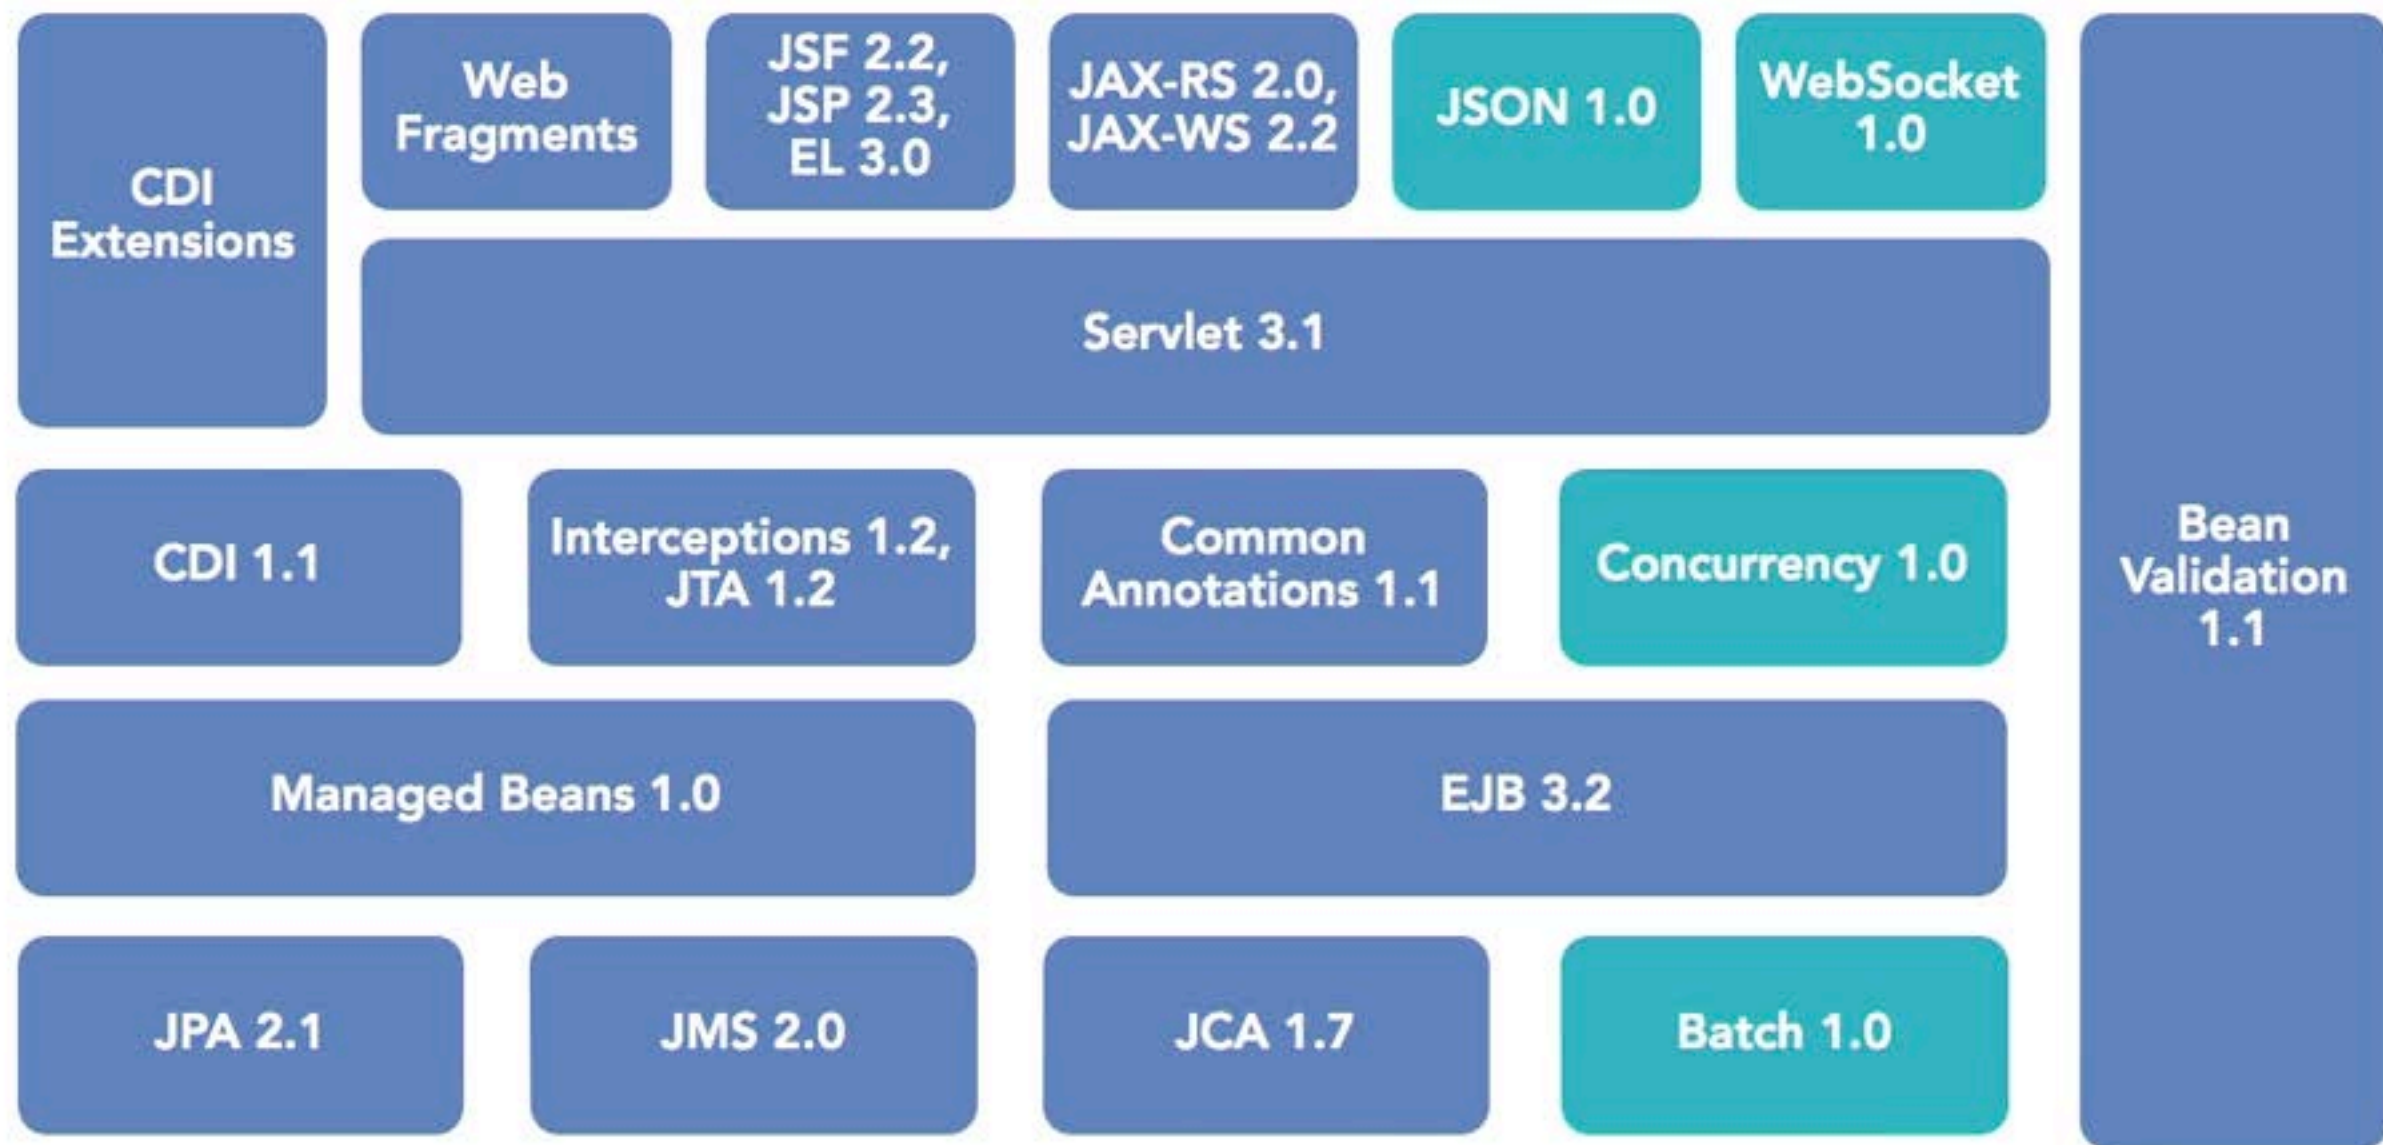 CDI
Extensions
Web
Fragments
JSF 2.2,
JSP 2.3,
EL 3.0
JAX-RS 2.0,
JAX-WS 2.2
JSON 1.0
WebSocket
1.0
Servlet 3.1
CDI 1.1
Interceptions 1.2,
JTA 1.2
Common
Annotations 1.1
Concurrency 1.0
Bean
Validation
1.1
Managed Beans 1.0
EJB 3.2
JPA 2.1
JMS 2.0
JCA 1.7
Batch 1.0